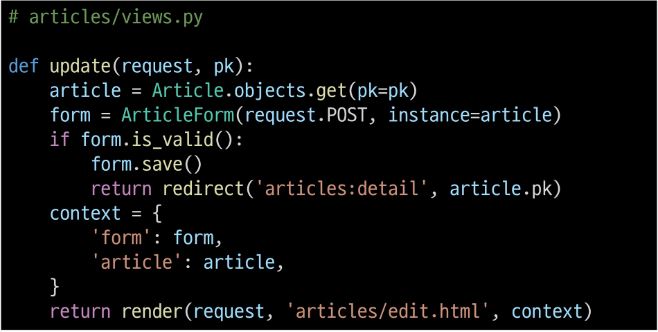 # articles/views.py

def update(request, pk):
    article = Article.objects.get(pk=pk)
    form = ArticleForm(request.POST, instance=article)
    if form.is_valid():
        form.save()
        return redirect('articles:detail', article.pk)
    context = {
        'form': form,
        'article': article,
    }
    return render(request, 'articles/edit.html', context)